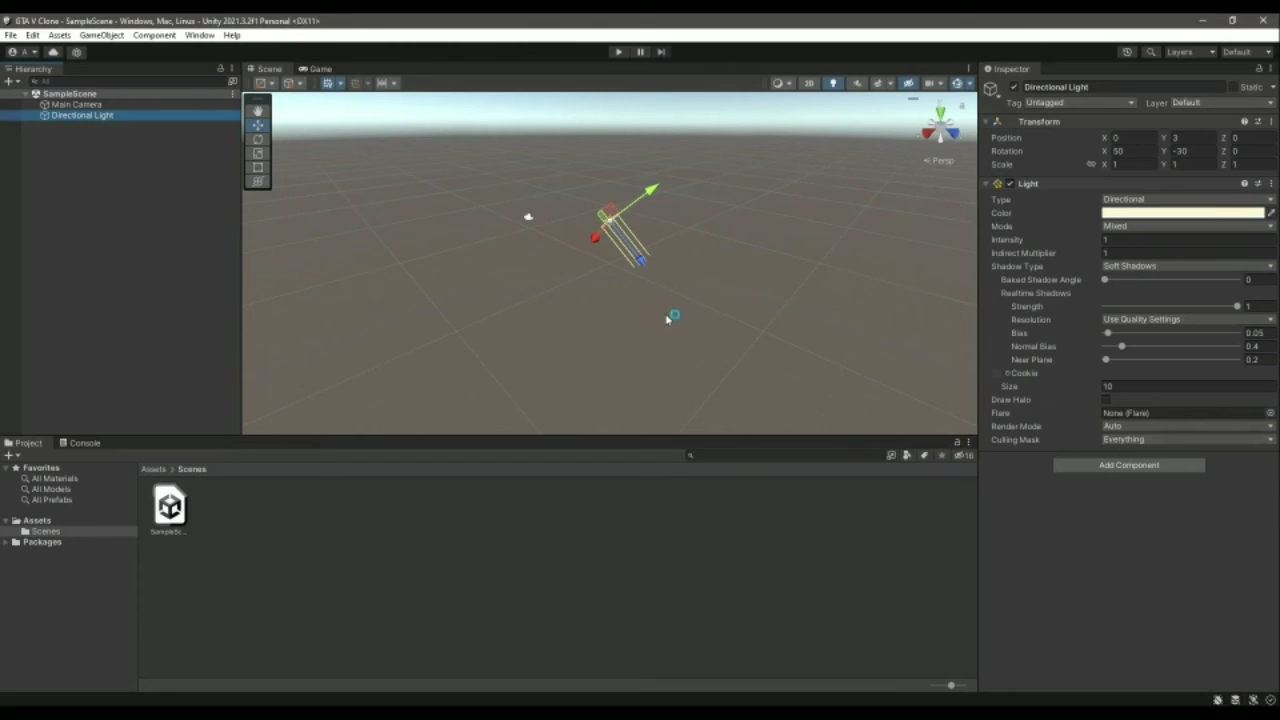 GTA V Clone - SampleScene - Windows, Mac, Linux - Unity 2021.3.2f1 Personal <DX11>
File Edit Assets GameObject Component Window Help
A Layers Default
Hierarchy
All
SampleScene
Main Camera
Directional Light
Scene Game
2D
Persp
Inspector
Directional Light Static
Tag Untagged Layer Default
Transform
Position X 0 Y 3 Z 0
Rotation X 50 Y -30 Z 0
Scale X 1 Y 1 Z 1
Light
Type Directional
Color
Mode Mixed
Intensity 1
Indirect Multiplier 1
Shadow Type Soft Shadows
Baked Shadow Angle 0
Realtime Shadows
Strength 1
Resolution Use Quality Settings
Bias 0.05
Normal Bias 0.4
Near Plane 0.2
Cookie
Size 10
Draw Halo
Flare None (Flare)
Render Mode Auto
Culling Mask Everything
Add Component
Project Console
16
Favorites
All Materials
All Models
All Prefabs
Assets
Scenes
Packages
Assets > Scenes
SampleSc...